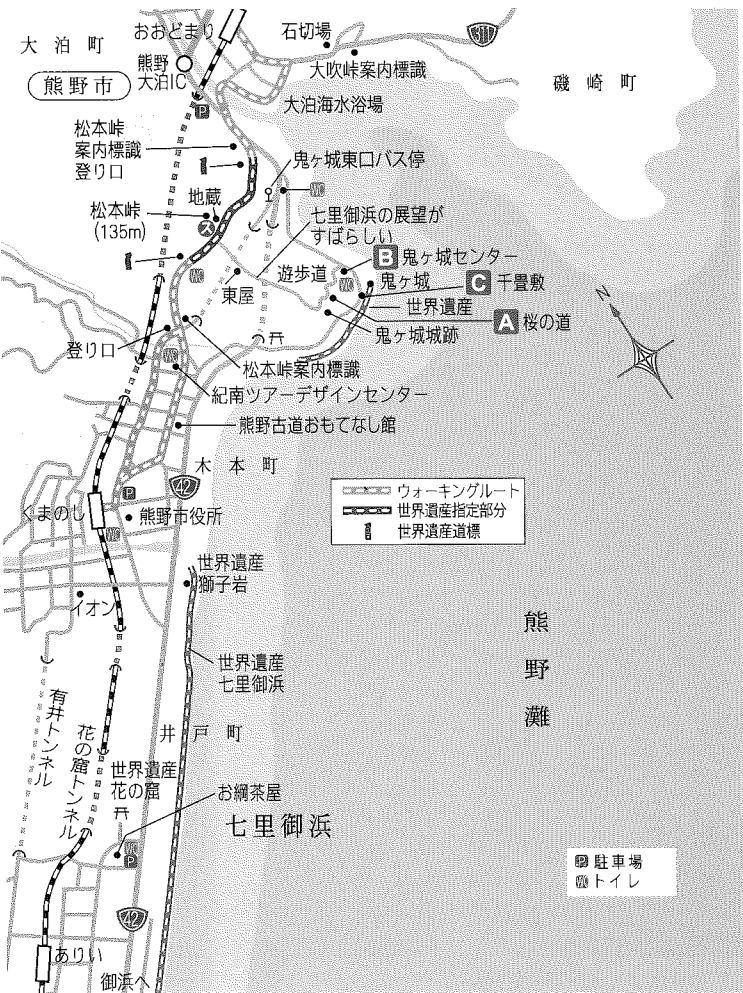 おおどまり
大泊町
石切場
311
熊野
大泊IC
大吹峠案内標識
熊野市
磯崎町
大泊海水浴場
P
松本峠
案内標識
登り口
鬼ヶ城東口バス停
WC
地蔵
松本峠
(135m)
ス
七里御浜の展望が
すばらしい
B 鬼ヶ城センター
遊歩道
WC
鬼ヶ城
C 千畳敷
WC
東屋
世界遺産
A 桜の道
鬼ヶ城城跡
N
登り口
松本峠案内標識
WC
紀南ツアーデザインセンター
熊野古道おもてなし館
木本町
42
P
くまのし
熊野市役所
WC
ウォーキングルート
世界遺産指定部分
世界遺産道標
世界遺産
獅子岩
イオン
熊野灘
世界遺産
七里御浜
有井トンネル
花の窟トンネル
井戸町
世界遺産
花の窟
お綱茶屋
WC
P
七里御浜
P 駐車場
WC トイレ
42
ありい
御浜へ